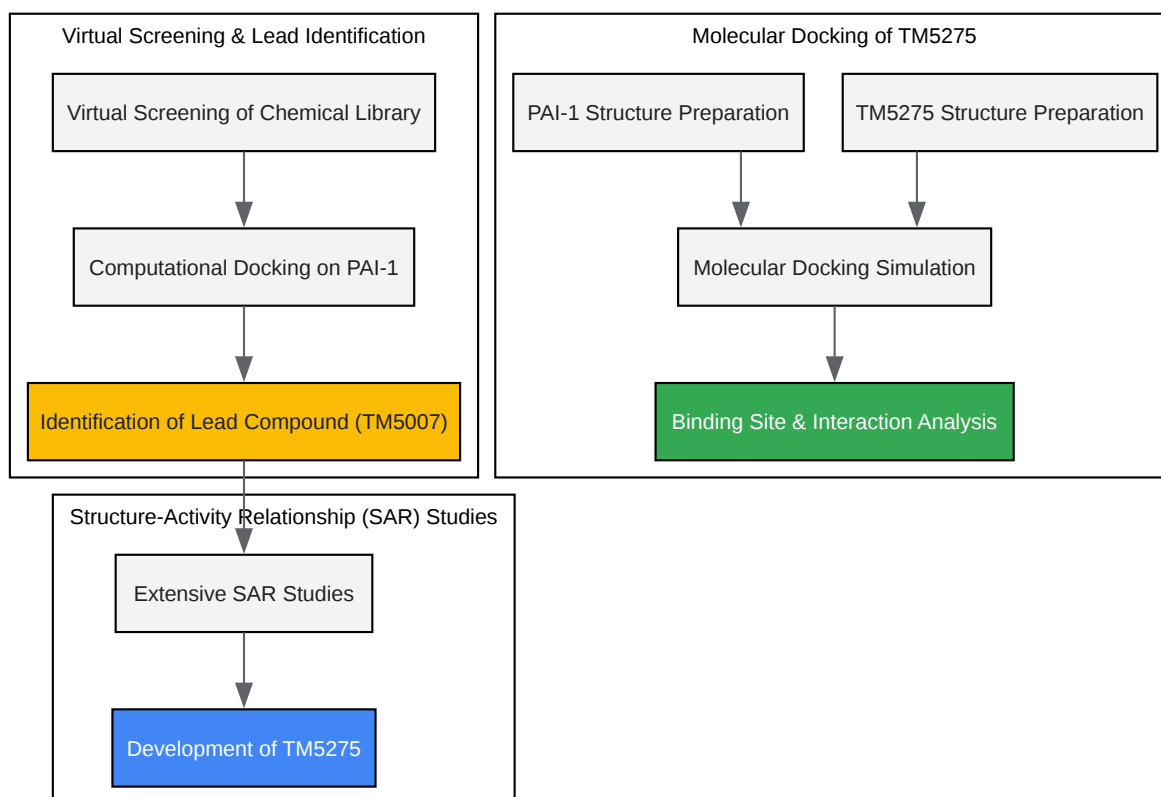 Virtual Screening & Lead Identification
Virtual Screening of Chemical Library
Computational Docking on PAI-1
Identification of Lead Compound (TM5007)
Structure-Activity Relationship (SAR) Studies
Extensive SAR Studies
Development of TM5275
Molecular Docking of TM5275
PAI-1 Structure Preparation
TM5275 Structure Preparation
Molecular Docking Simulation
Binding Site & Interaction Analysis